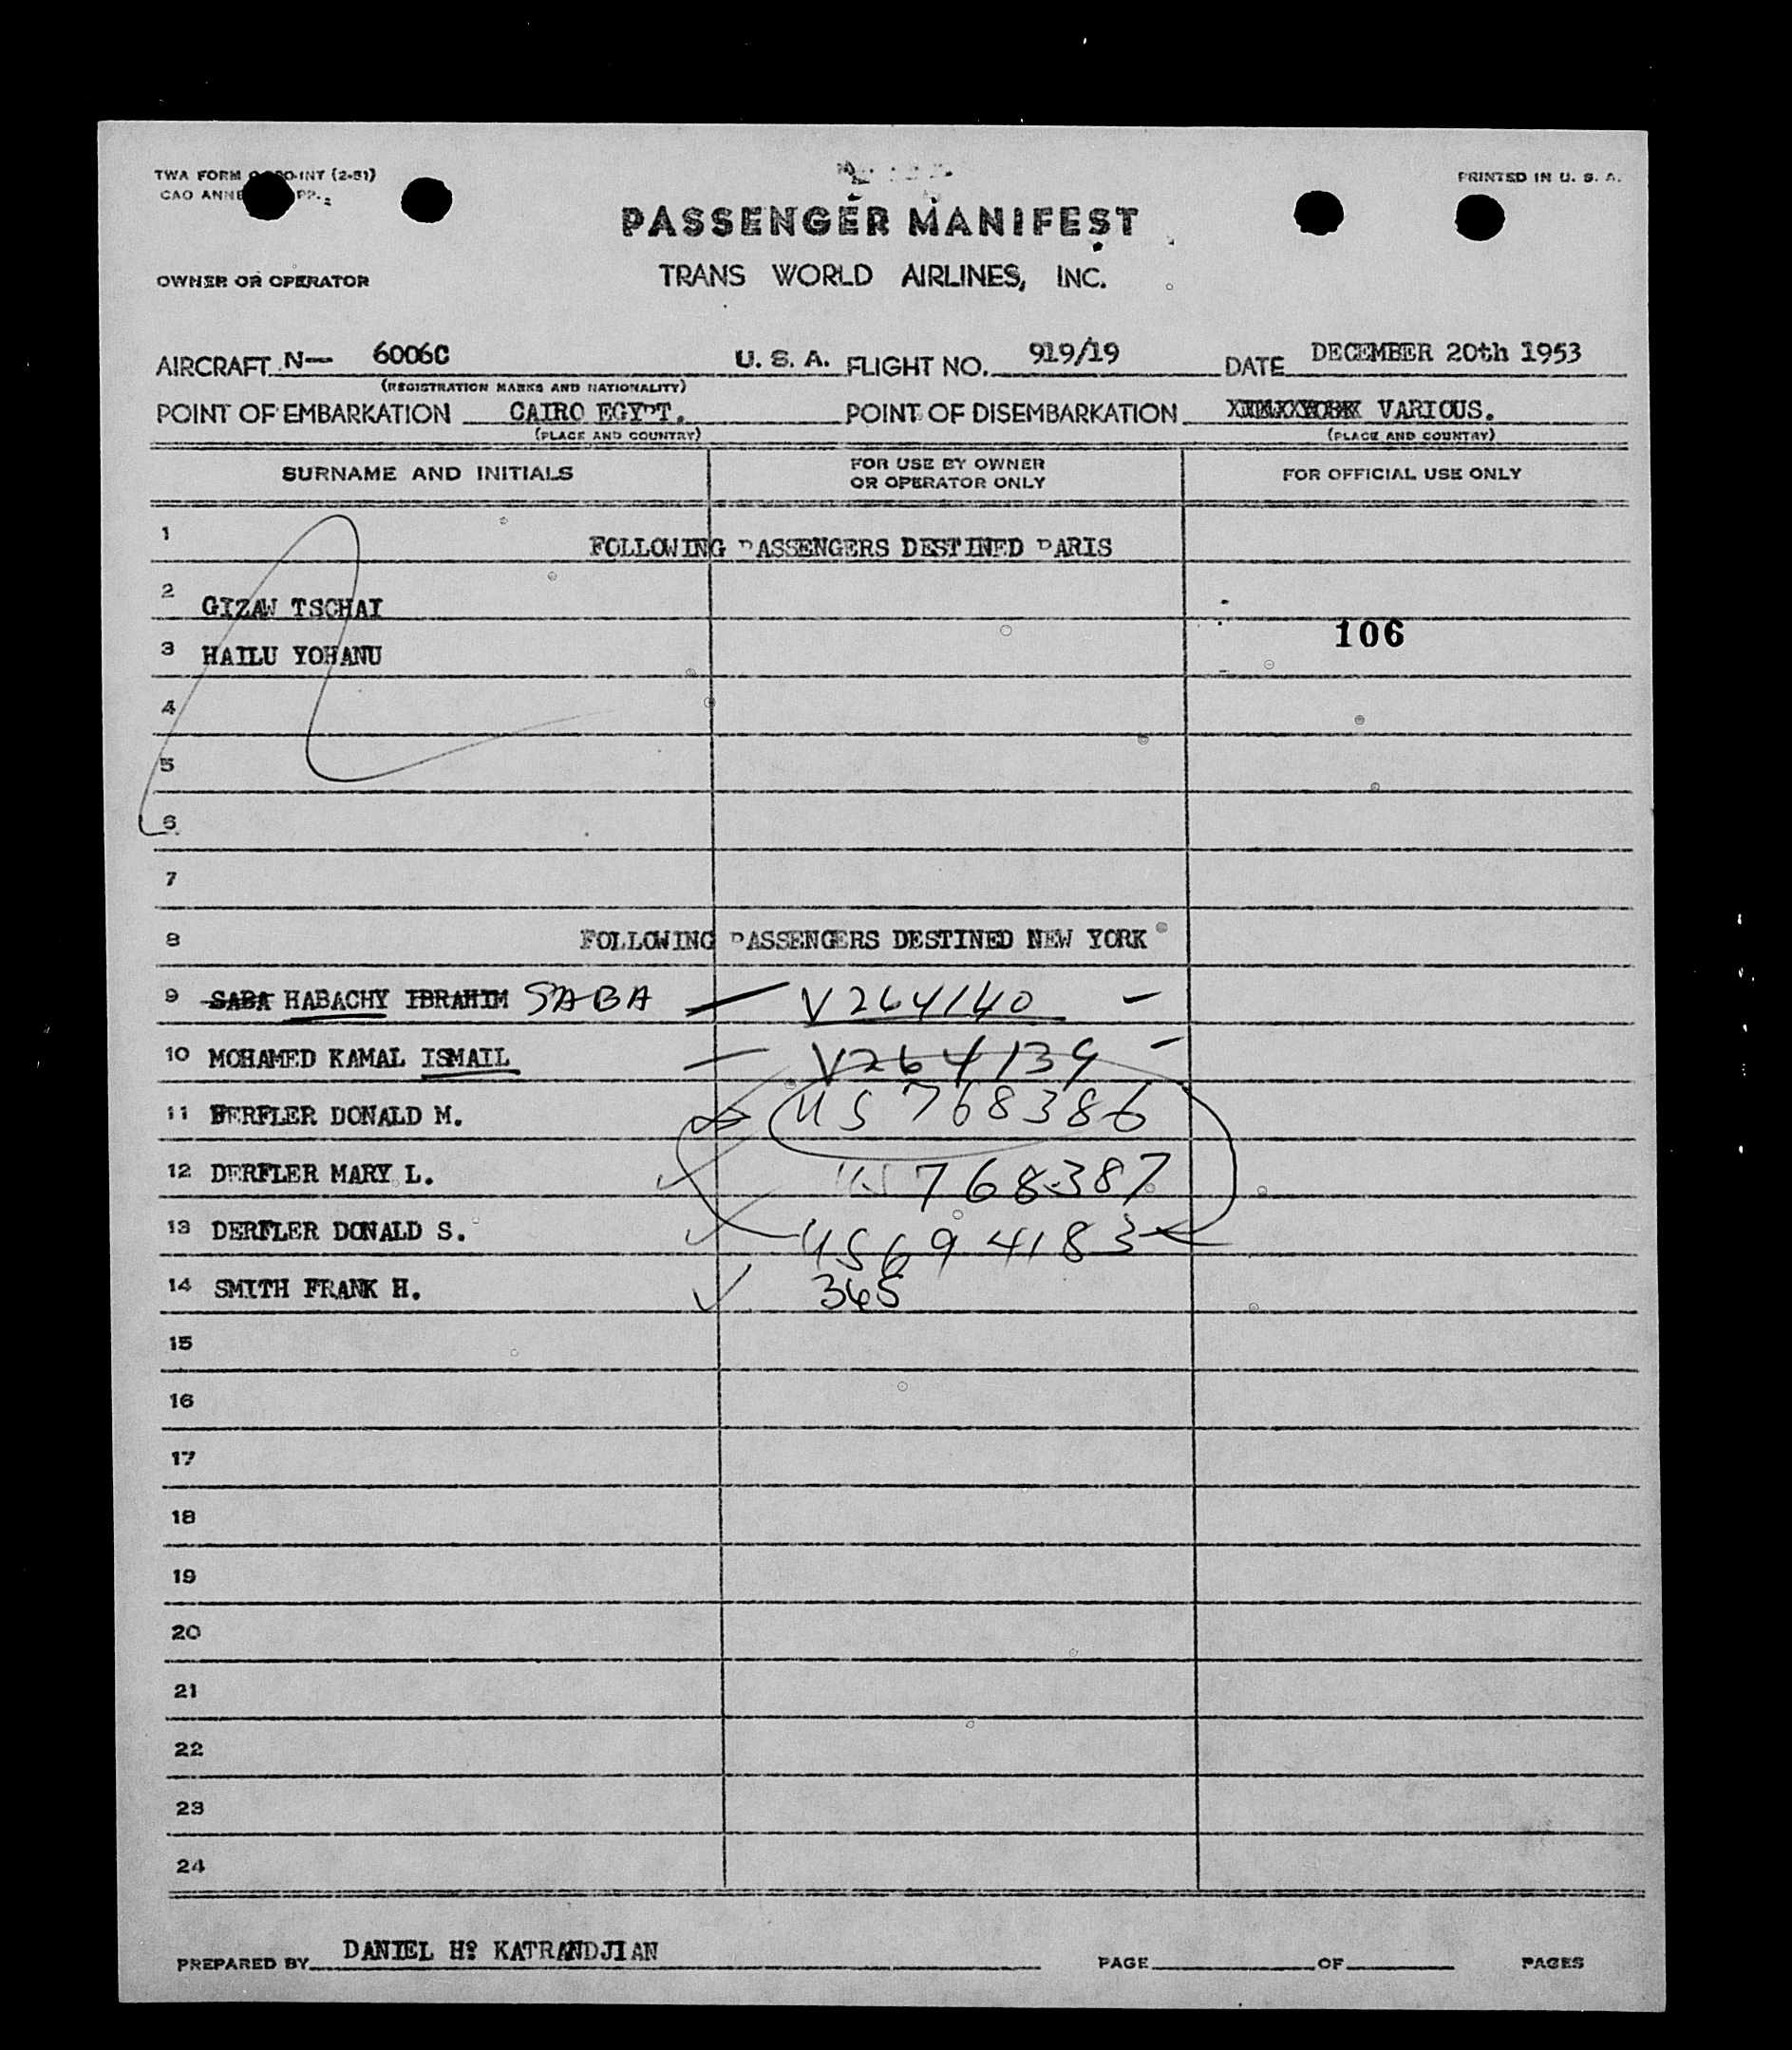 PRINTED IN U. S. A.
PASSENGER MANIFEST
OWNER OR OPERATOR TRANS WORLD AIRLINES, INC.
AIRCRAFT N— 6006C U. S. A. FLIGHT NO. 919/19 DATE DECEMBER 20th 1953
(REGISTRATION MARKS AND NATIONALITY)
POINT OF EMBARKATION CAIRO EGYPT. POINT OF DISEMBARKATION VARIOUS.
(PLACE AND COUNTRY) (PLACE AND COUNTRY)
SURNAME AND INITIALS FOR USE BY OWNER OR OPERATOR ONLY FOR OFFICIAL USE ONLY
1 FOLLOWING PASSENGERS DESTINED PARIS
2 GIZAW TSCHAI
106
3 HAILU YOHANU
4
5
6
7
8 FOLLOWING PASSENGERS DESTINED NEW YORK
9 SABA HABACHY IBRAHIM SABA — V264140 —
10 MOHAMED KAMAL ISMAIL — V264139 —
11 DERFLER DONALD M. US 768386
12 DERFLER MARY L. US 768387
13 DERFLER DONALD S. US694183
14 SMITH FRANK H. 365
15
16
17
18
19
20
21
22
23
24
PREPARED BY DANIEL H. KATRANDJIAN PAGE OF PAGES